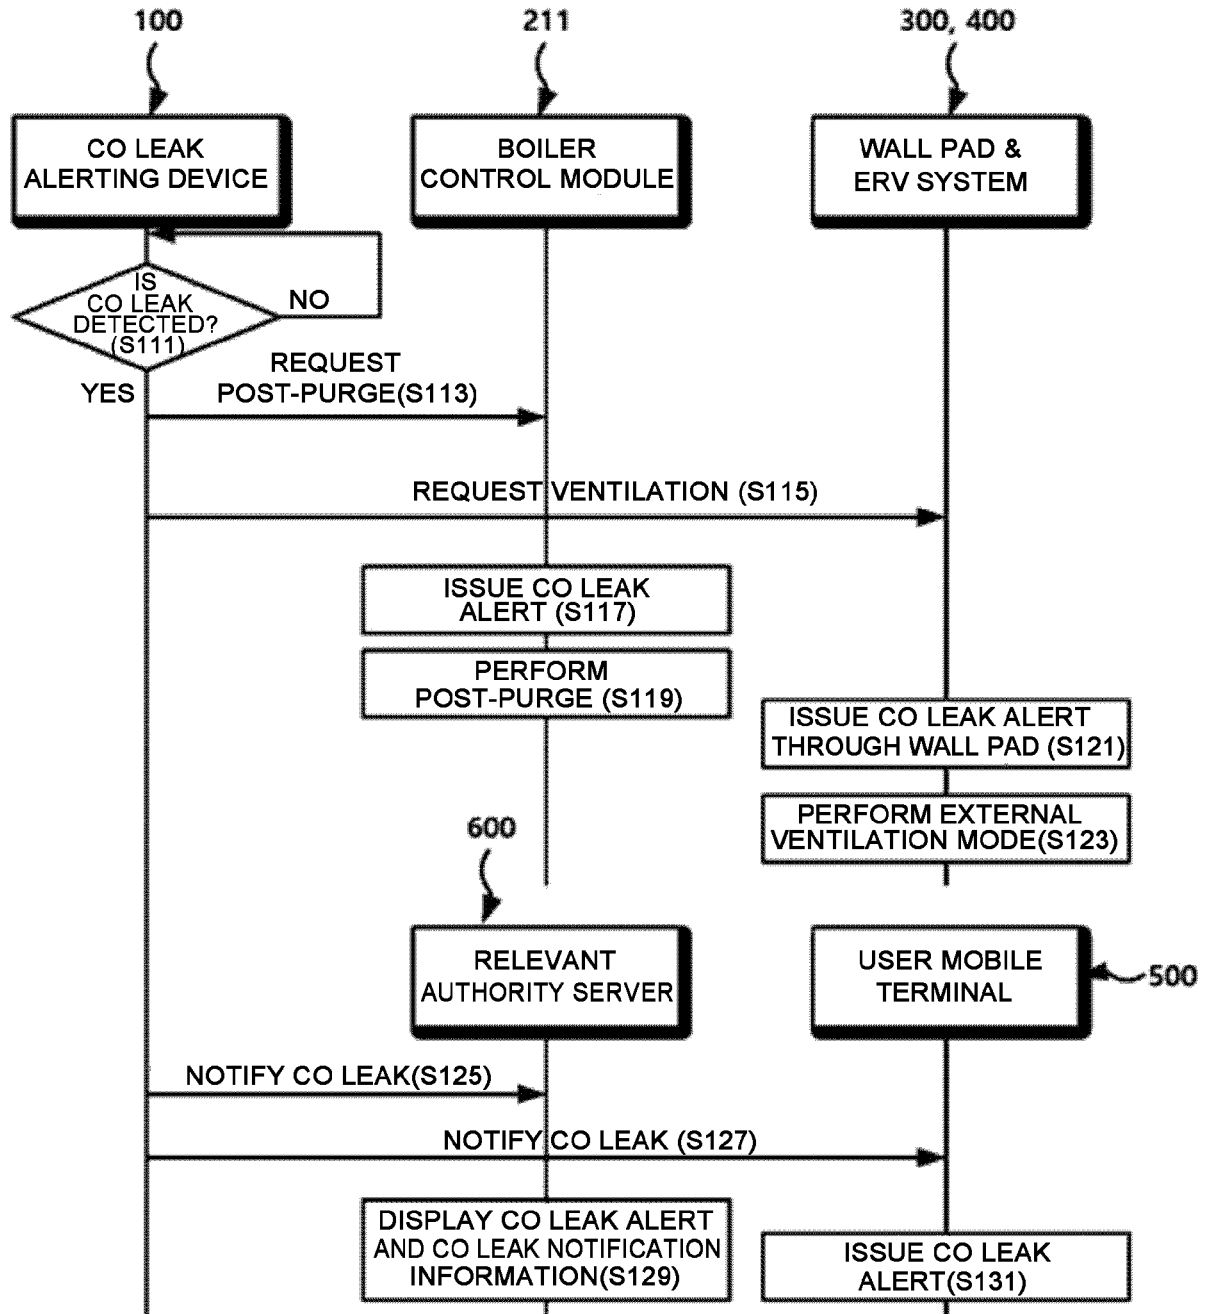 100
211
300, 400
CO LEAK
ALERTING DEVICE
BOILER
CONTROL MODULE
WALL PAD &
ERV SYSTEM
IS
CO LEAK
DETECTED?
(S111)
NO
YES
REQUEST
POST-PURGE(S113)
REQUEST VENTILATION (S115)
ISSUE CO LEAK
ALERT (S117)
PERFORM
POST-PURGE (S119)
ISSUE CO LEAK ALERT
THROUGH WALL PAD (S121)
PERFORM EXTERNAL
VENTILATION MODE(S123)
600
RELEVANT
AUTHORITY SERVER
USER MOBILE
TERMINAL
500
NOTIFY CO LEAK(S125)
NOTIFY CO LEAK (S127)
DISPLAY CO LEAK ALERT
AND CO LEAK NOTIFICATION
INFORMATION(S129)
ISSUE CO LEAK
ALERT(S131)